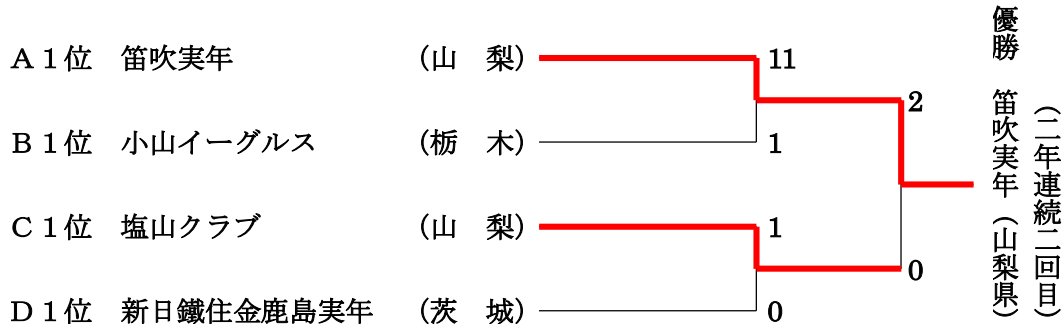 Ａ１位　笛吹実年　（山　梨）　11
2
Ｂ１位　小山イーグルス　（栃　木）　1
Ｃ１位　塩山クラブ　（山　梨）　1
0
Ｄ１位　新日鐵住金鹿島実年　（茨　城）　0
優勝　笛吹実年（山梨県）
（二年連続二回目）